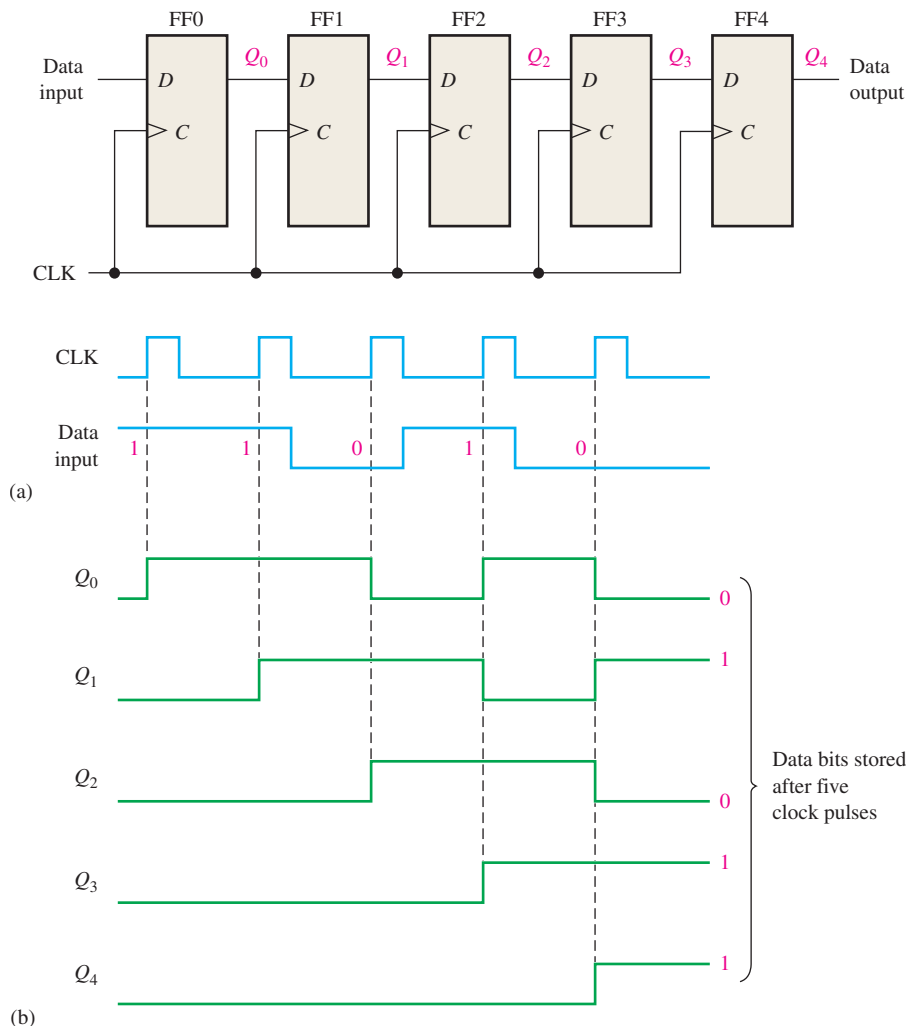 FF0 FF1 FF2 FF3 FF4
Data input
D
C
Q0
D
C
Q1
D
C
Q2
D
C
Q3
D
C
Q4
Data output
CLK
CLK
Data input
1 1 0 1 0
(a)
Q0 0
Q1 1
Q2 0
Q3 1
Q4 1
Data bits stored
after five
clock pulses
(b)